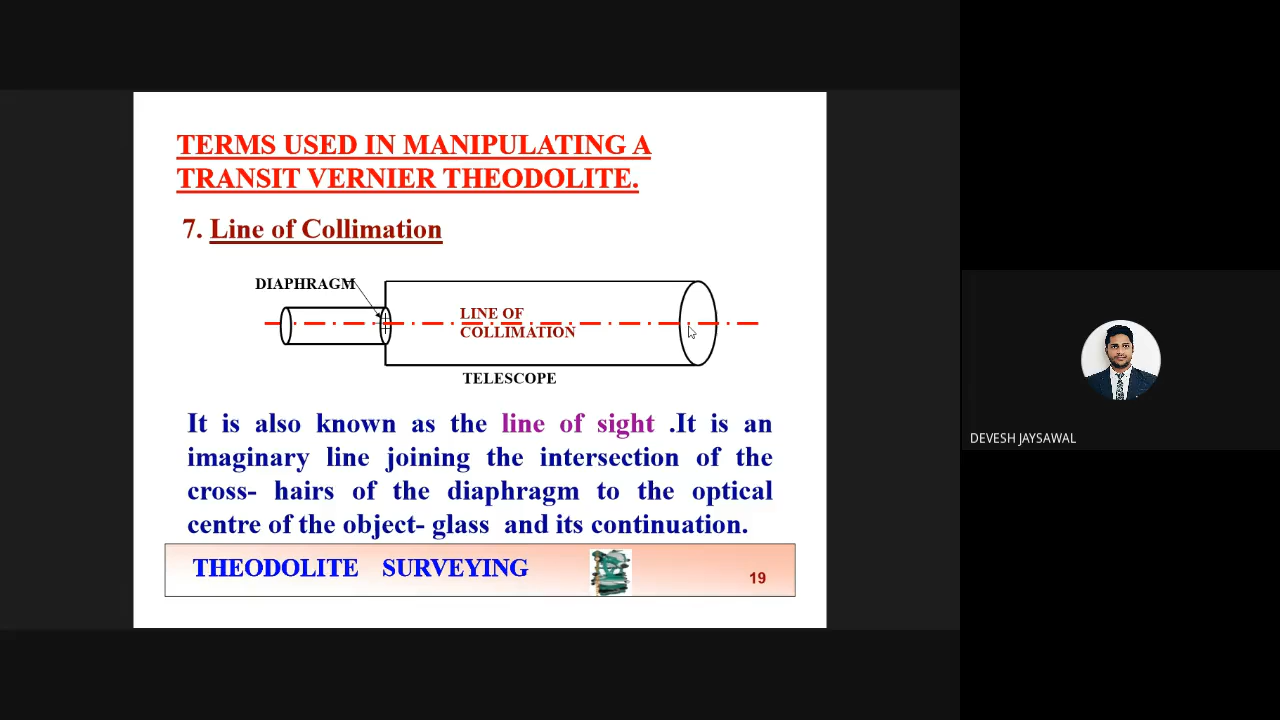 TERMS USED IN MANIPULATING A
TRANSIT VERNIER THEODOLITE.
7. Line of Collimation
DIAPHRAGM
LINE OF
COLLIMATION
TELESCOPE
It is also known as the line of sight .It is an
imaginary line joining the intersection of the
cross- hairs of the diaphragm to the optical
centre of the object- glass and its continuation.
THEODOLITE SURVEYING
19
DEVESH JAYSAWAL